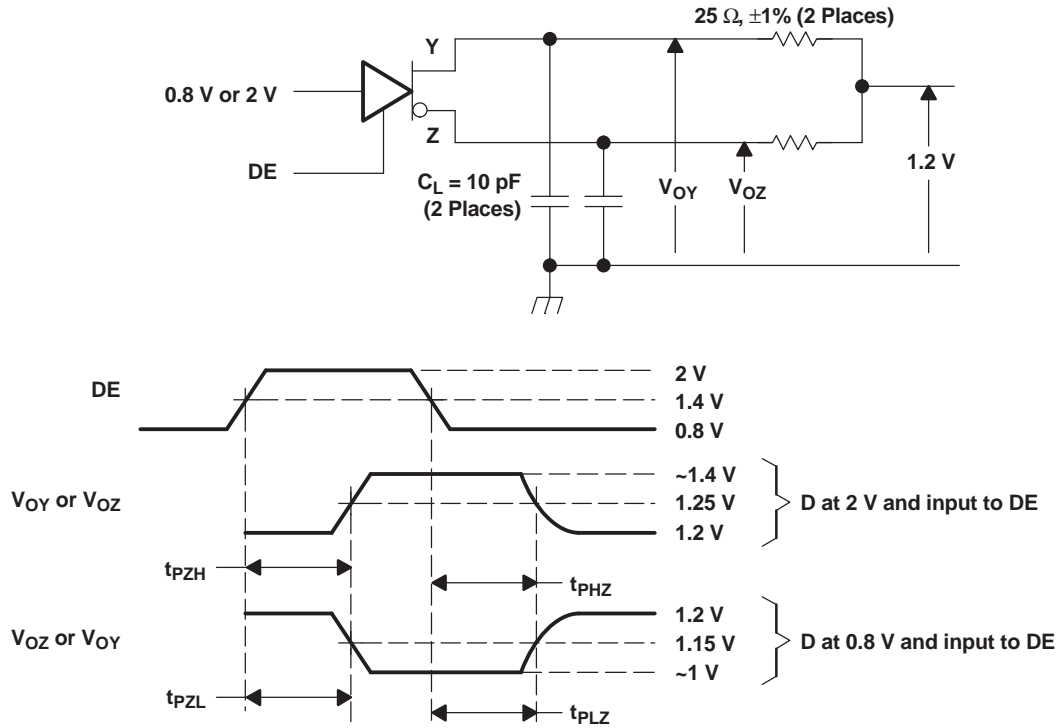 25 Ω, ±1% (2 Places)
Y
0.8 V or 2 V
Z
DE
1.2 V
C_L = 10 pF
(2 Places)
V_OY
V_OZ
2 V
DE
1.4 V
0.8 V
~1.4 V
V_OY or V_OZ
1.25 V
D at 2 V and input to DE
1.2 V
t_PZH
t_PHZ
1.2 V
V_OZ or V_OY
1.15 V
D at 0.8 V and input to DE
~1 V
t_PZL
t_PLZ